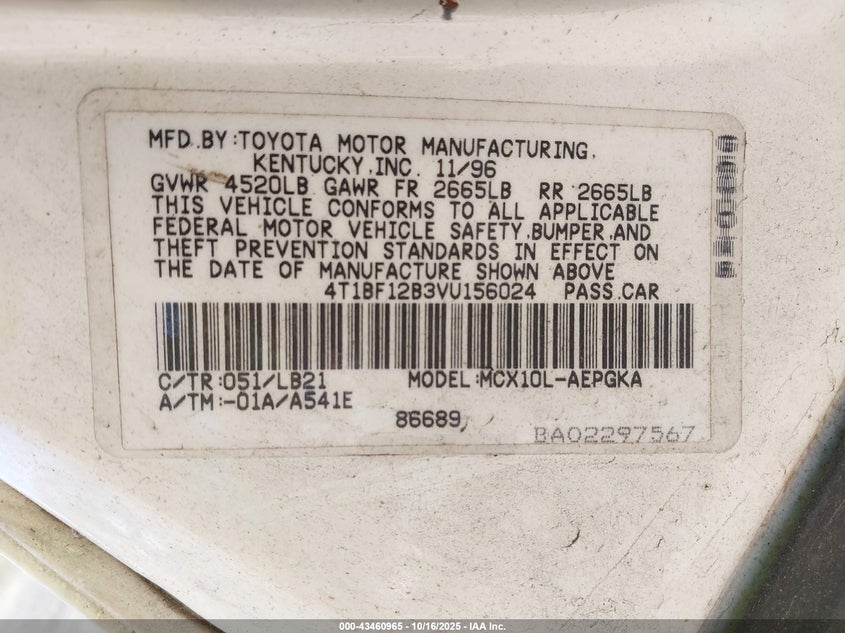 MFD.BY:TOYOTA MOTOR MANUFACTURING,
KENTUCKY,INC. 11/96
GVWR 4520LB GAWR FR 2665LB RR 2665LB
THIS VEHICLE CONFORMS TO ALL APPLICABLE
FEDERAL MOTOR VEHICLE SAFETY,BUMPER,AND
THEFT PREVENTION STANDARDS IN EFFECT ON
THE DATE OF MANUFACTURE SHOWN ABOVE
4T1BF12B3VU156024 PASS.CAR
C/TR:051/LB21 MODEL:MCX10L-AEPGKA
A/TM:-01A/A541E
86689
BA02297567
000-43460965 - 10/16/2025 - IAA Inc.